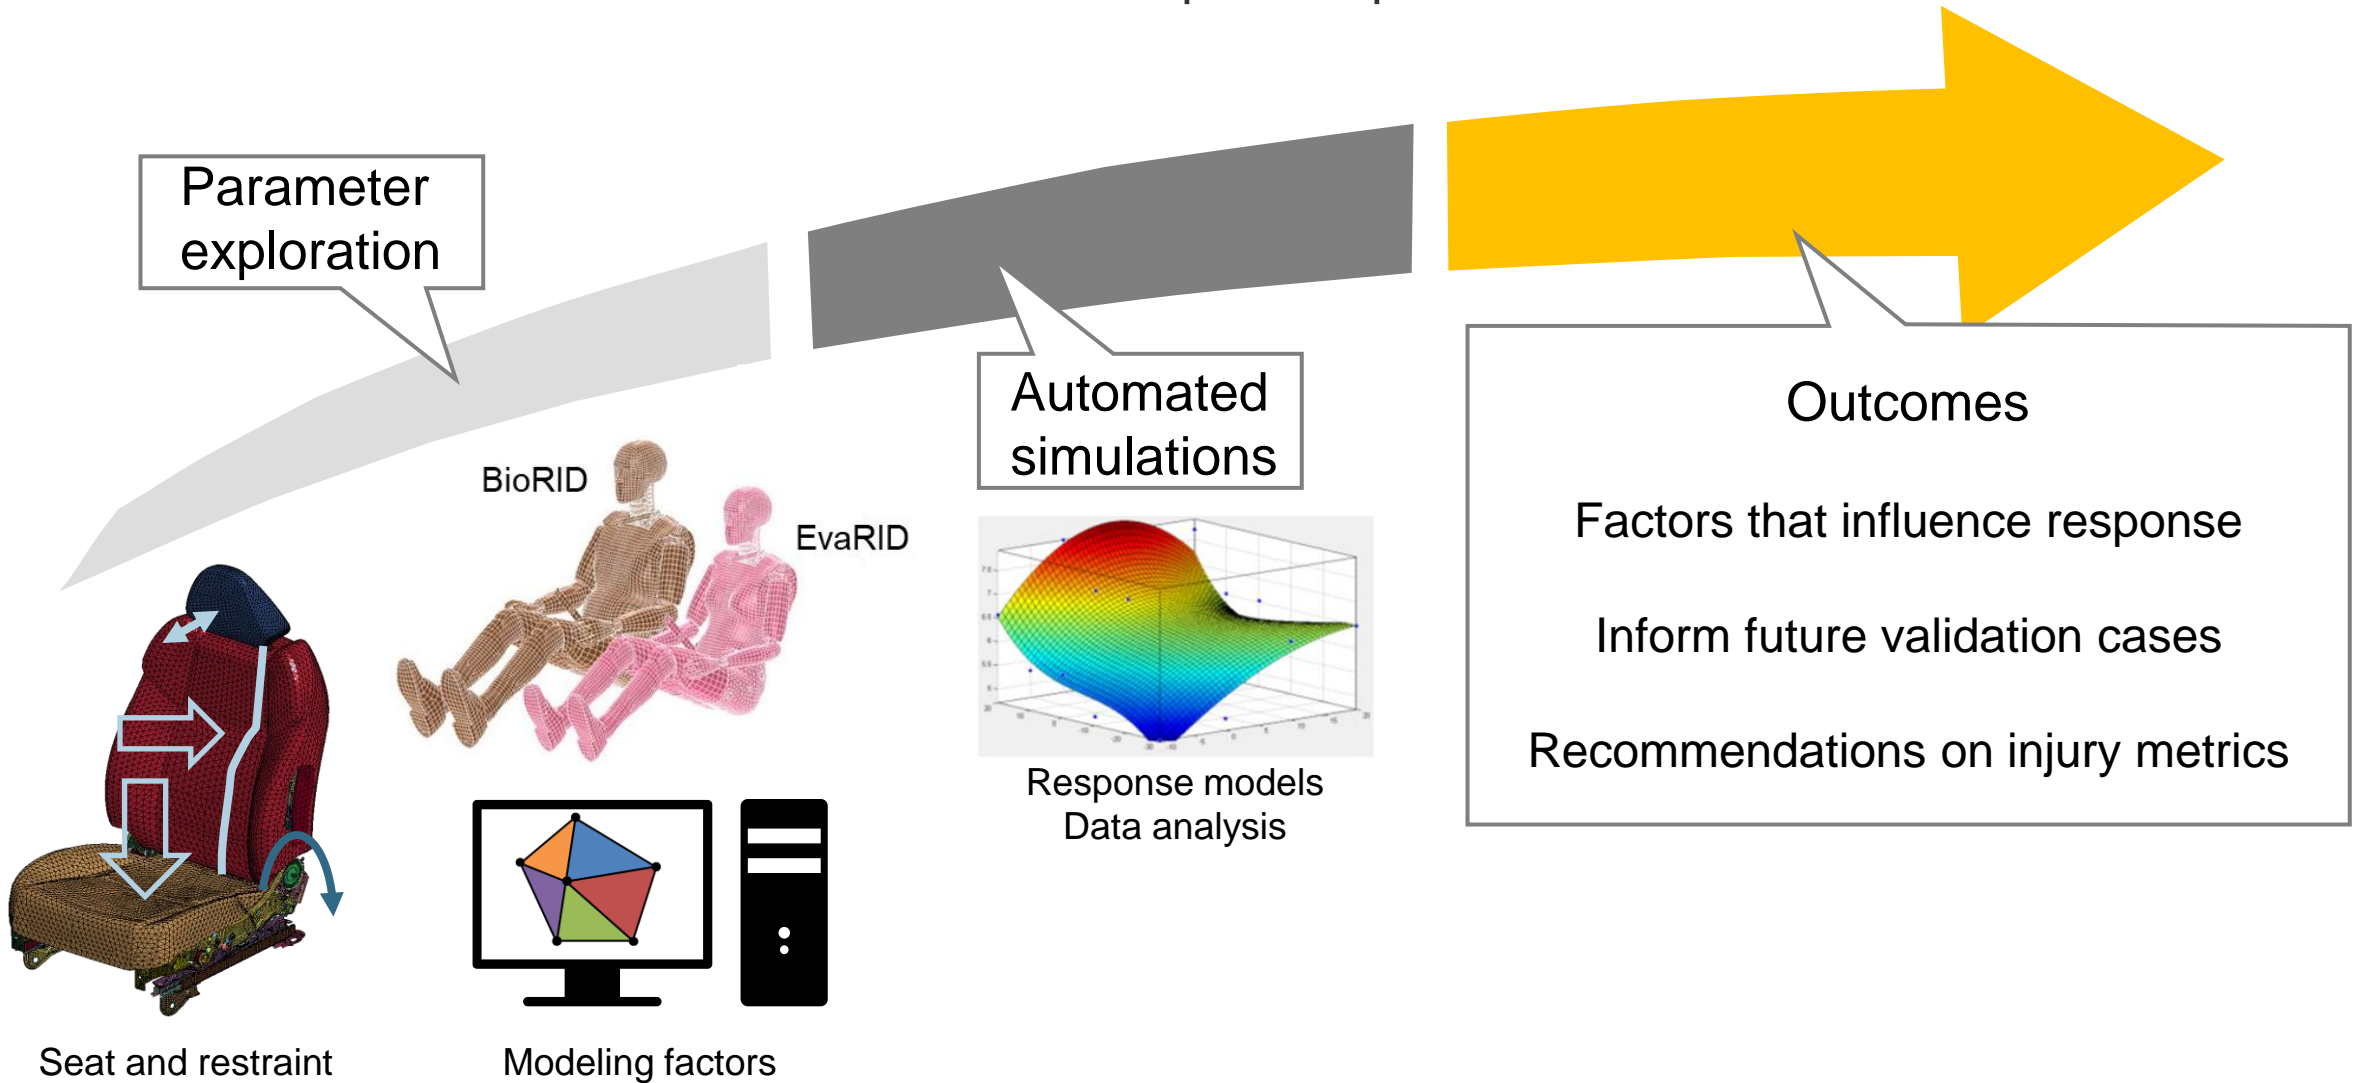 Parameter
exploration
BioRID
EvaRID
Automated
simulations
Response models
Data analysis
Outcomes
Factors that influence response
Inform future validation cases
Recommendations on injury metrics
Seat and restraint
Modeling factors